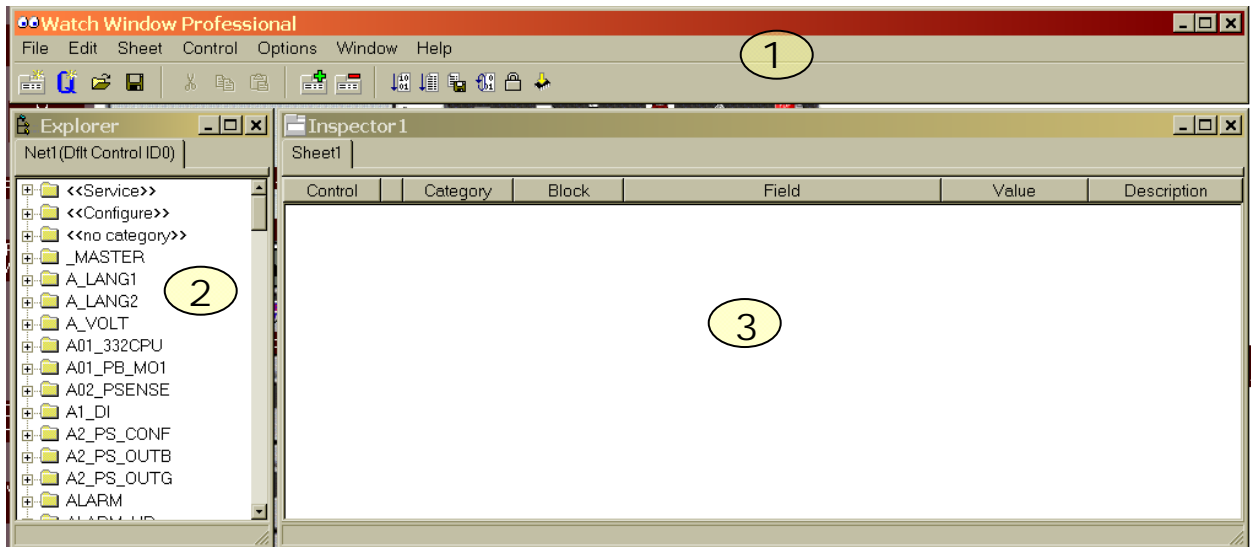 Watch Window Professional
File Edit Sheet Control Options Window Help
1
Explorer
Net1(Dflt Control ID0)
<<Service>>
<<Configure>>
<<no category>>
_MASTER
A_LANG1
A_LANG2
A_VOLT
A01_332CPU
A01_PB_MO1
A02_PSENSE
A1_DI
A2_PS_CONF
A2_PS_OUTB
A2_PS_OUTG
ALARM
2
Inspector1
Sheet1
Control Category Block Field Value Description
3